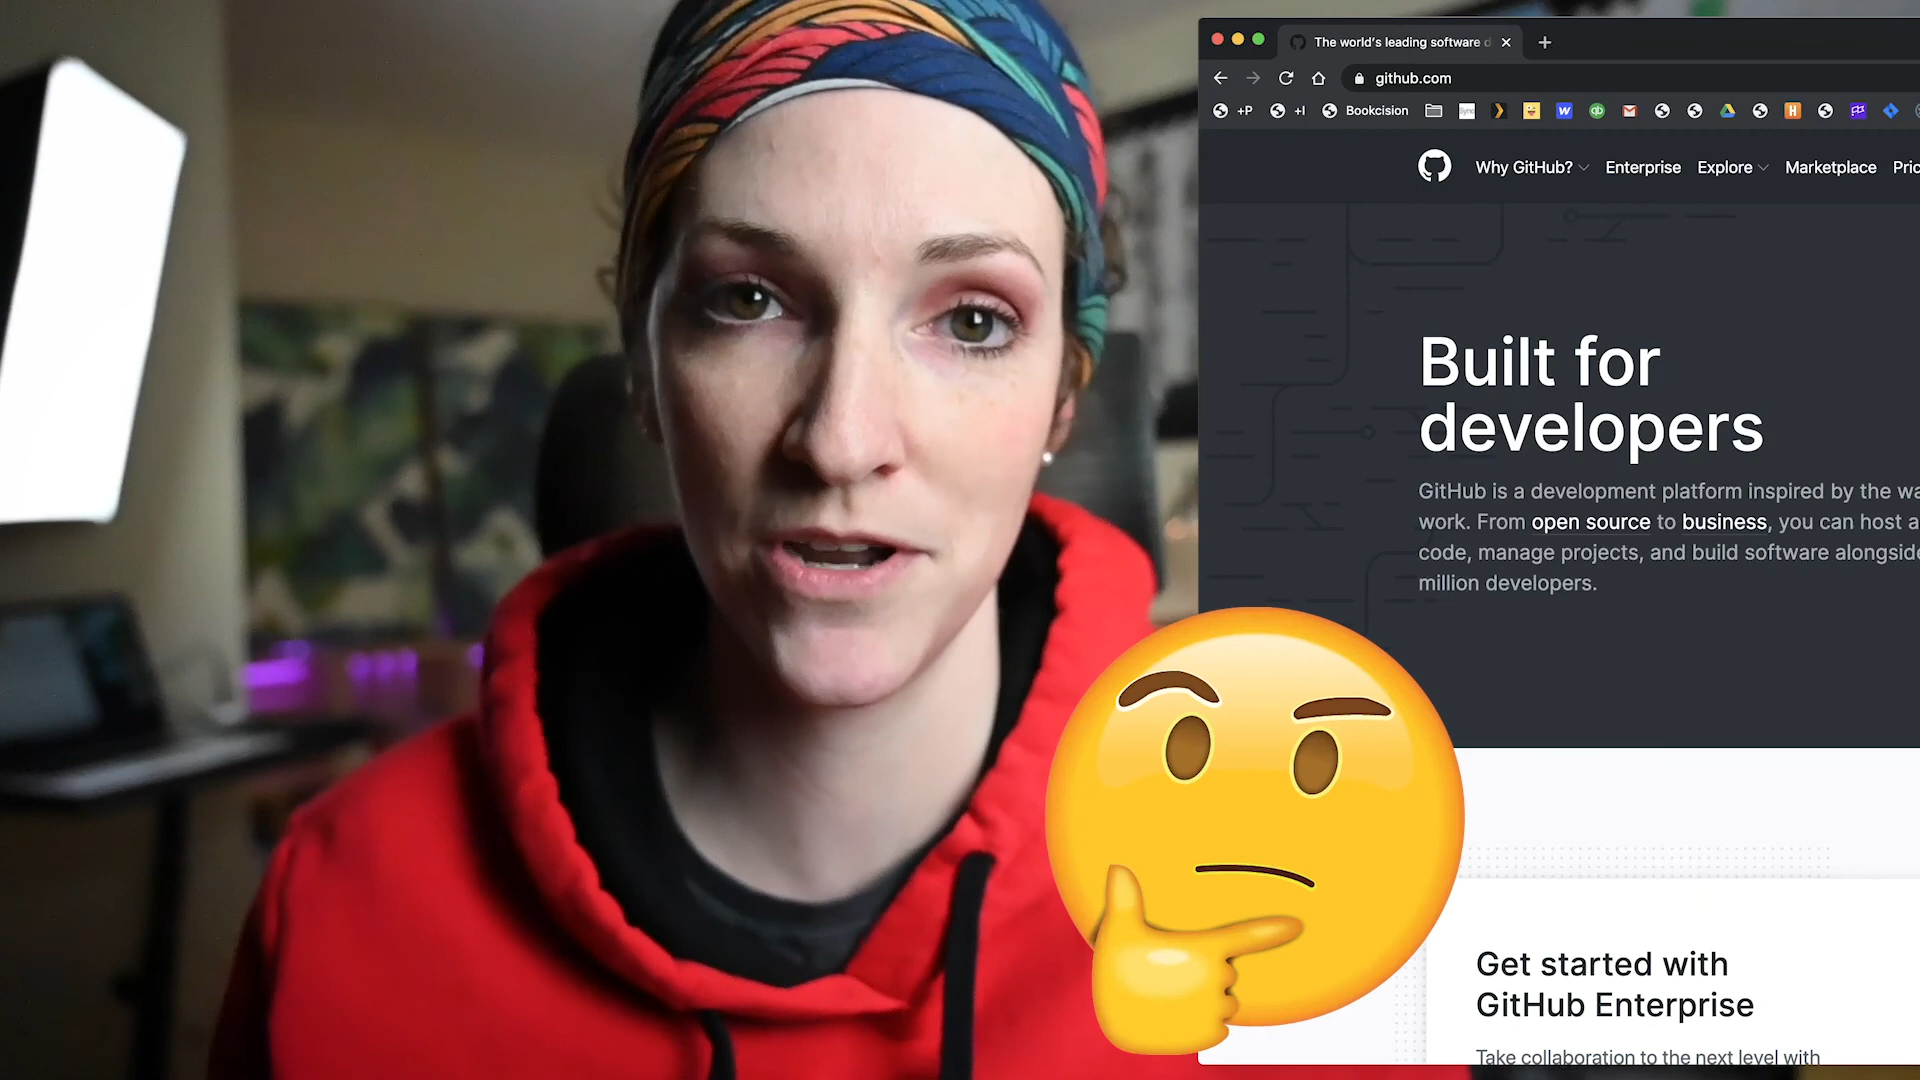 The world's leading software d
github.com
+P +I Bookcision
Why GitHub? Enterprise Explore Marketplace Pric
Built for
developers
GitHub is a development platform inspired by the wa
work. From open source to business, you can host a
code, manage projects, and build software alongside
million developers.
Get started with
GitHub Enterprise
Take collaboration to the next level with